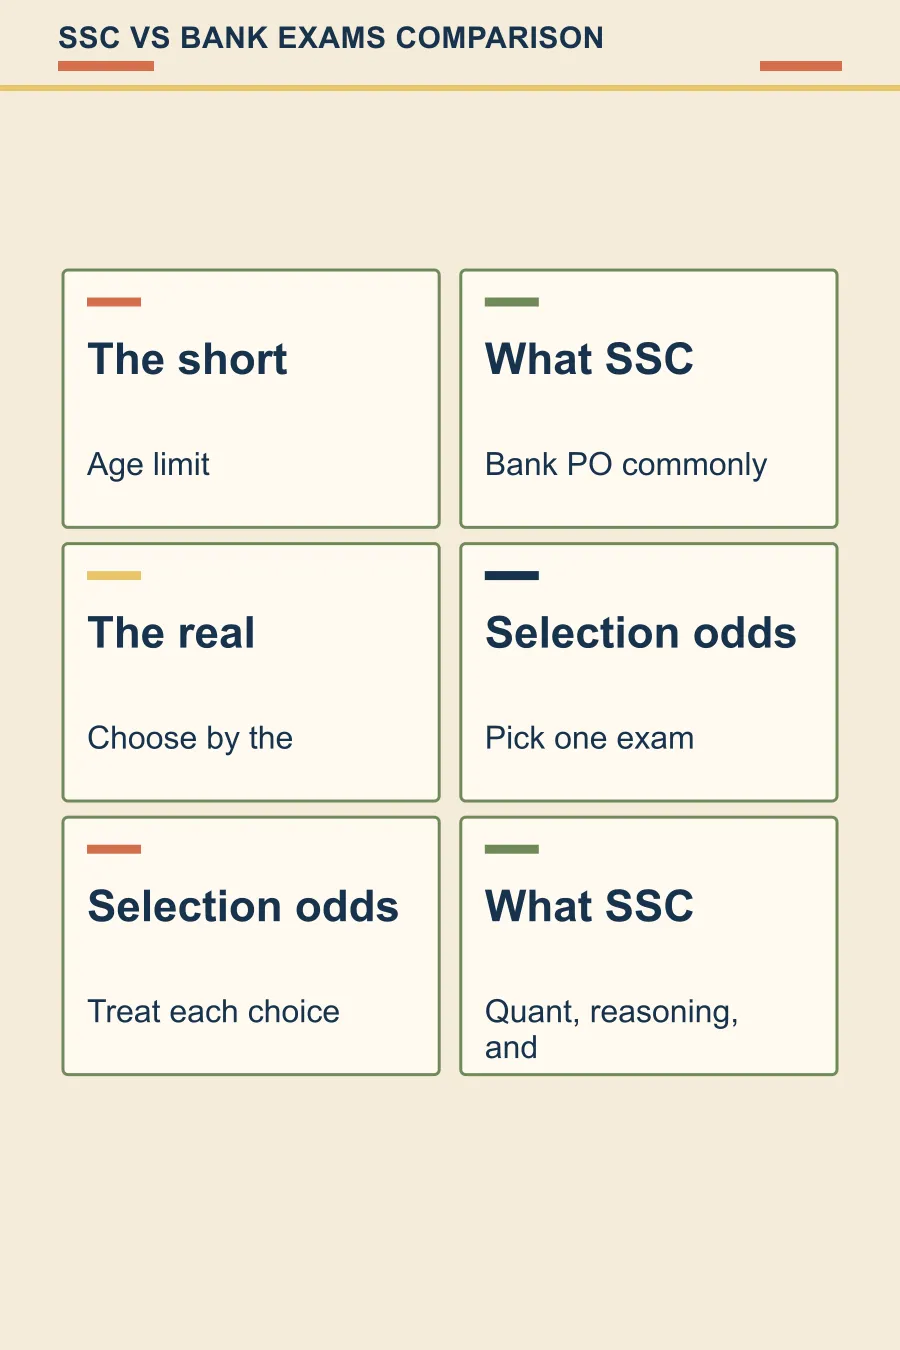 SSC VS BANK EXAMS COMPARISON
The short
Age limit
What SSC
Bank PO commonly
The real
Choose by the
Selection odds
Pick one exam
Selection odds
Treat each choice
What SSC
Quant, reasoning,
and